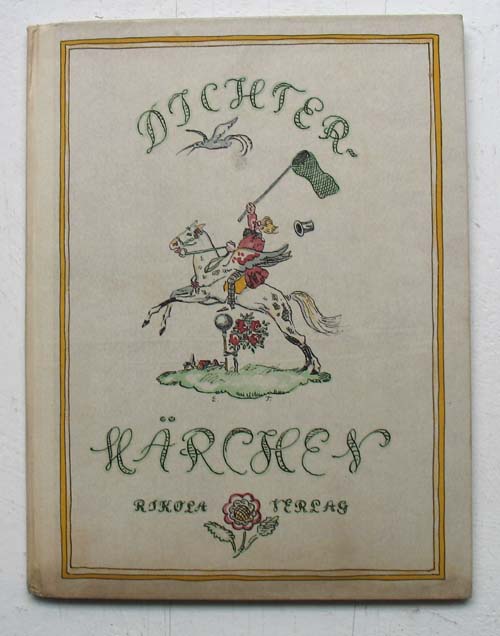 DICHTER-
MÄRCHEN
RIKOLA VERLAG